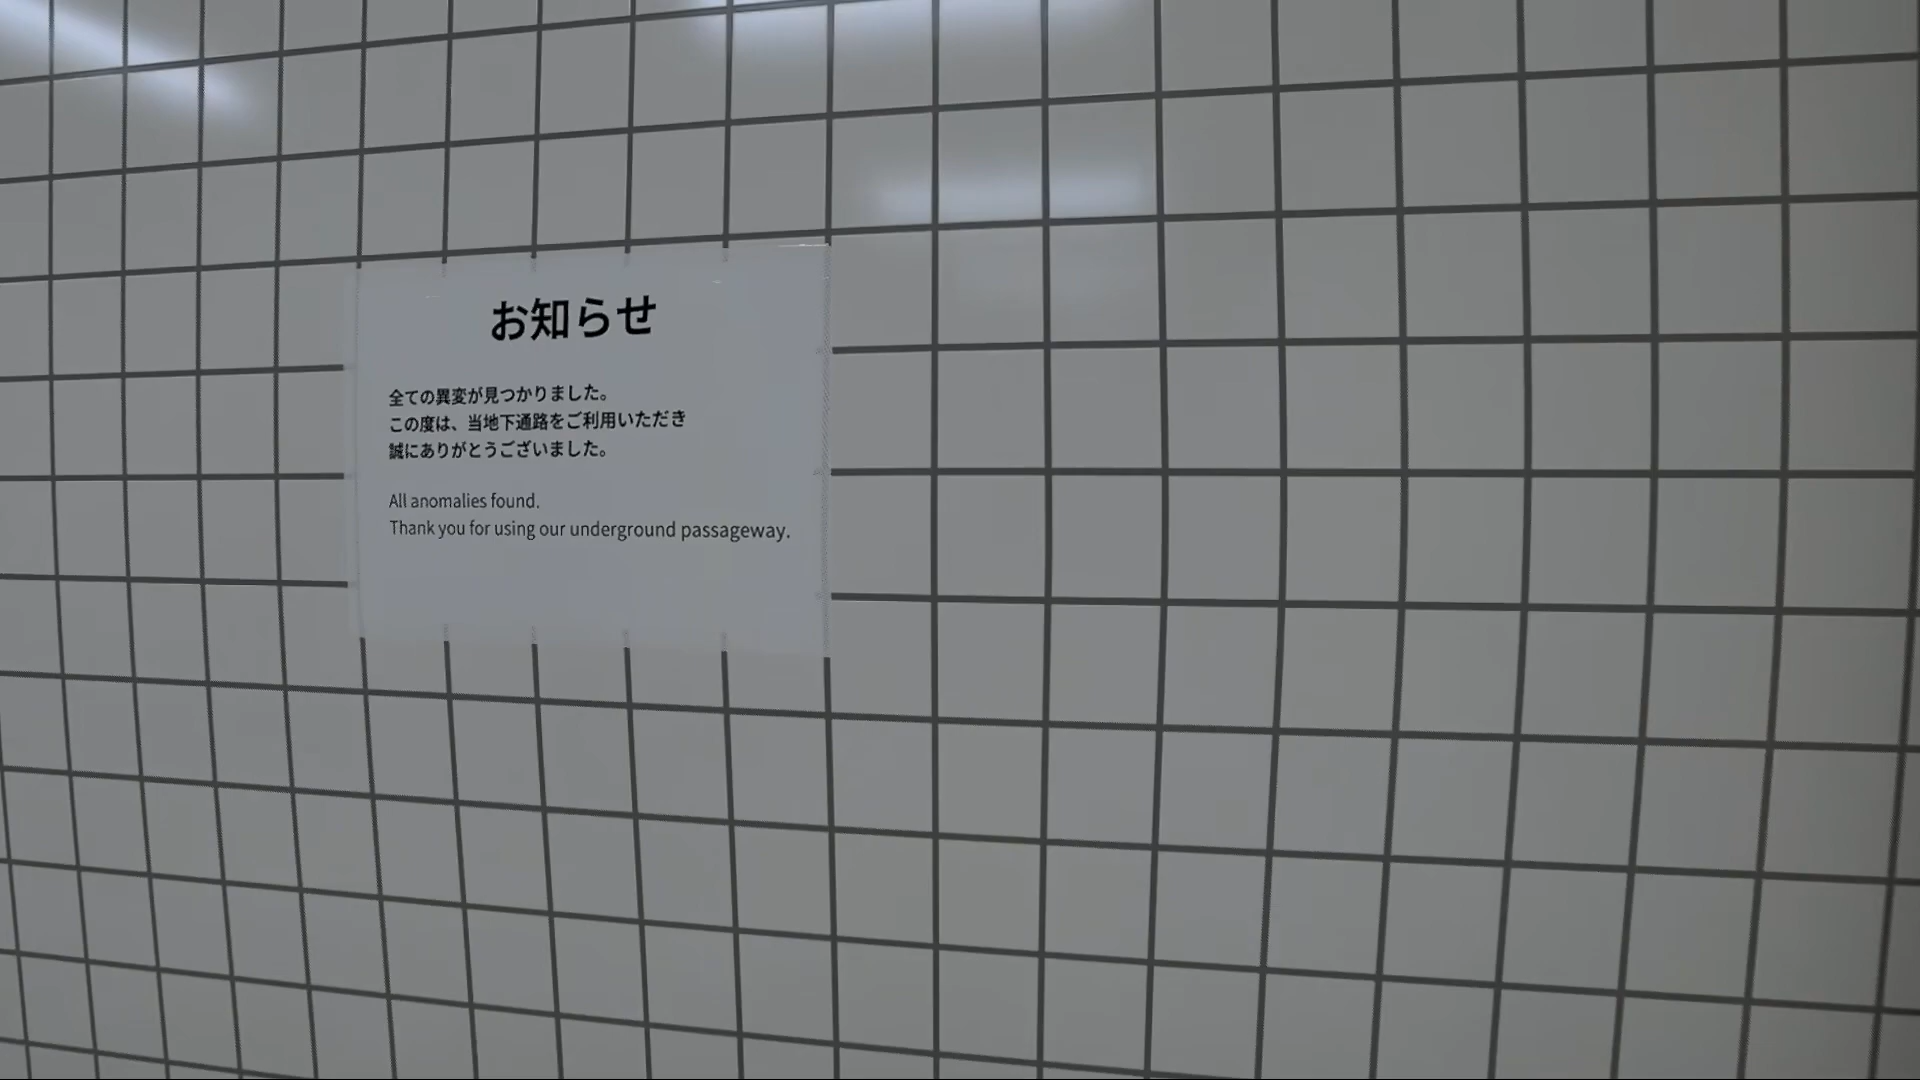 お知らせ
全ての異変が見つかりました。
この度は、当地下通路をご利用いただき
誠にありがとうございました。
All anomalies found.
Thank you for using our underground passageway.